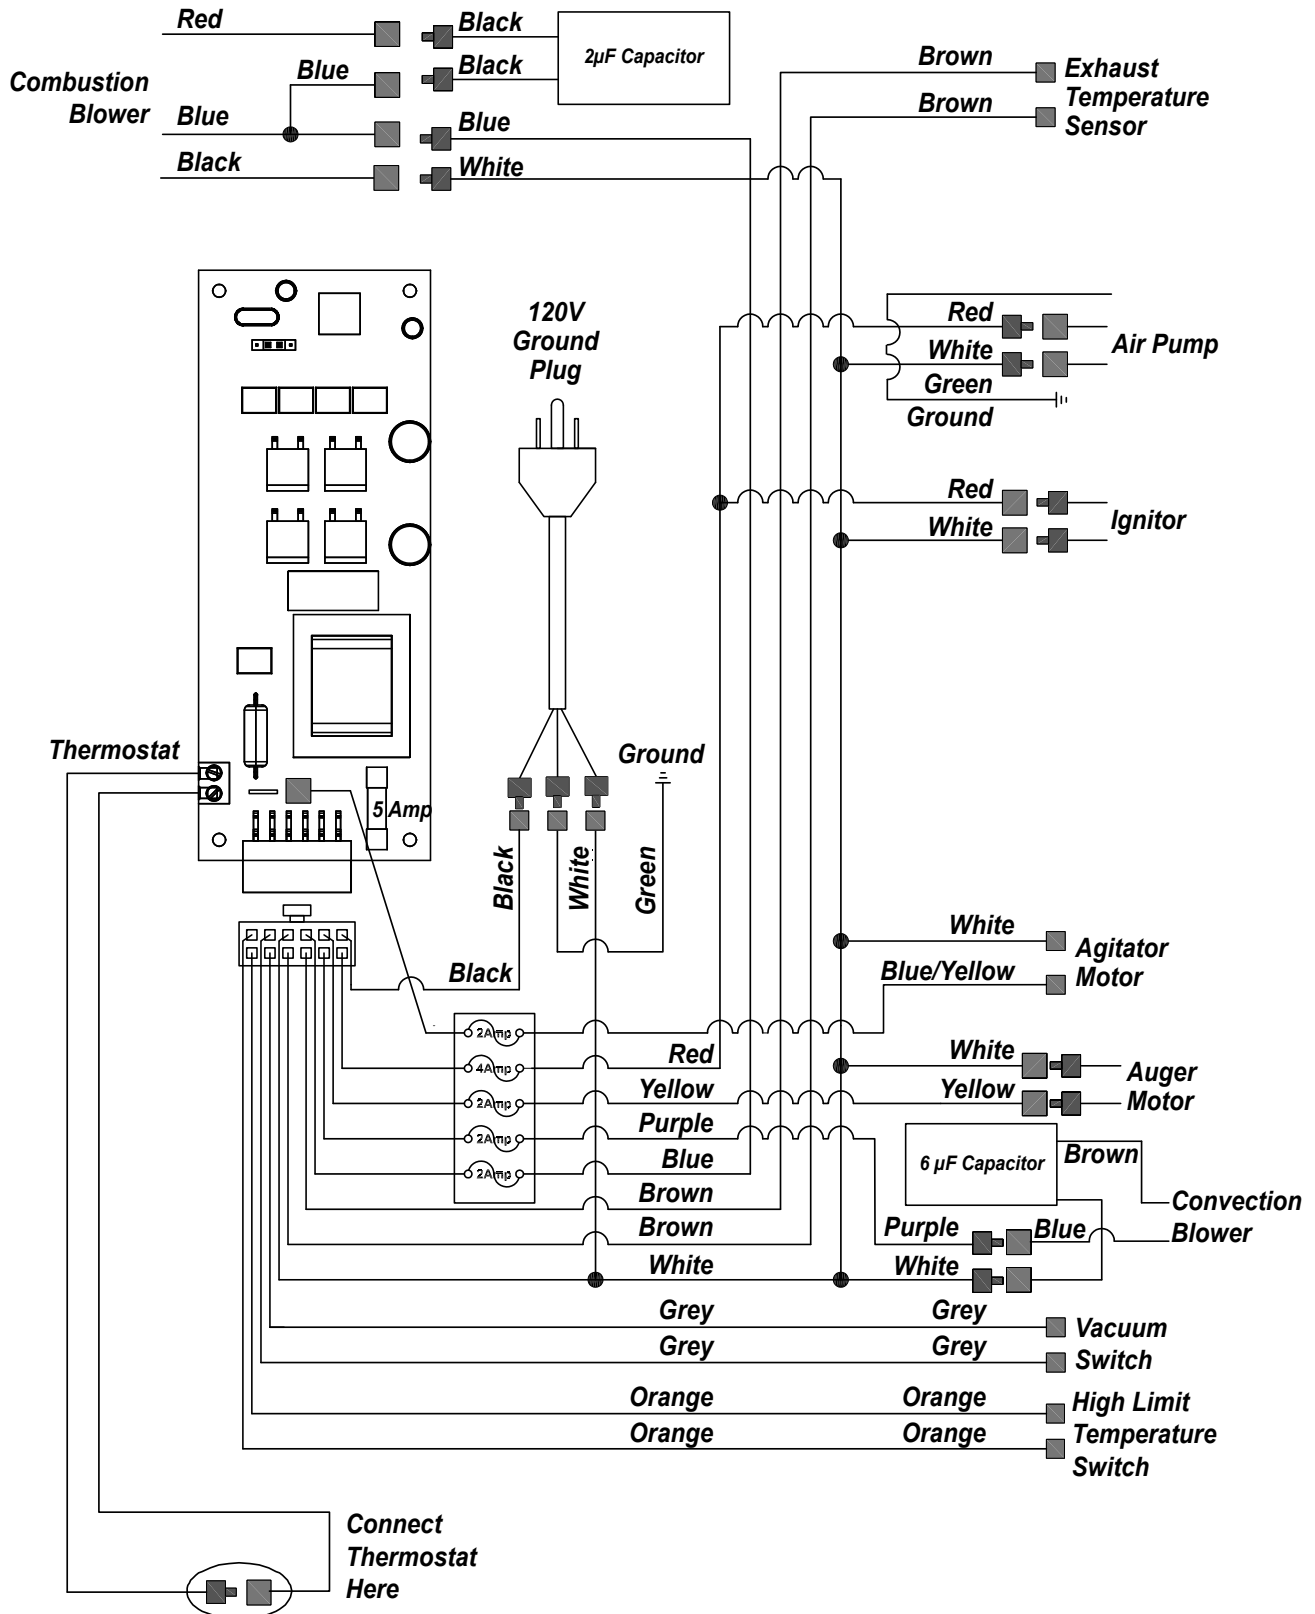 Red
Black
2µF Capacitor
Black
Blue
Combustion
Blower
Blue
Blue
Black
White
Brown
Exhaust
Temperature
Sensor
Brown
120V
Ground
Plug
Red
White
Air Pump
Green
Ground
Red
White
Ignitor
Thermostat
5 Amp
Ground
Black
White
Green
Black
White
Agitator
Motor
Blue/Yellow
2Amp
4Amp
2Amp
2Amp
2Amp
Red
Yellow
Purple
Blue
Brown
Brown
White
White
Yellow
Auger
Motor
6 µF Capacitor
Brown
Convection
Blower
Purple
Blue
White
Grey
Grey
Vacuum
Switch
Grey
Grey
Orange
Orange
High Limit
Temperature
Switch
Orange
Orange
Connect
Thermostat
Here